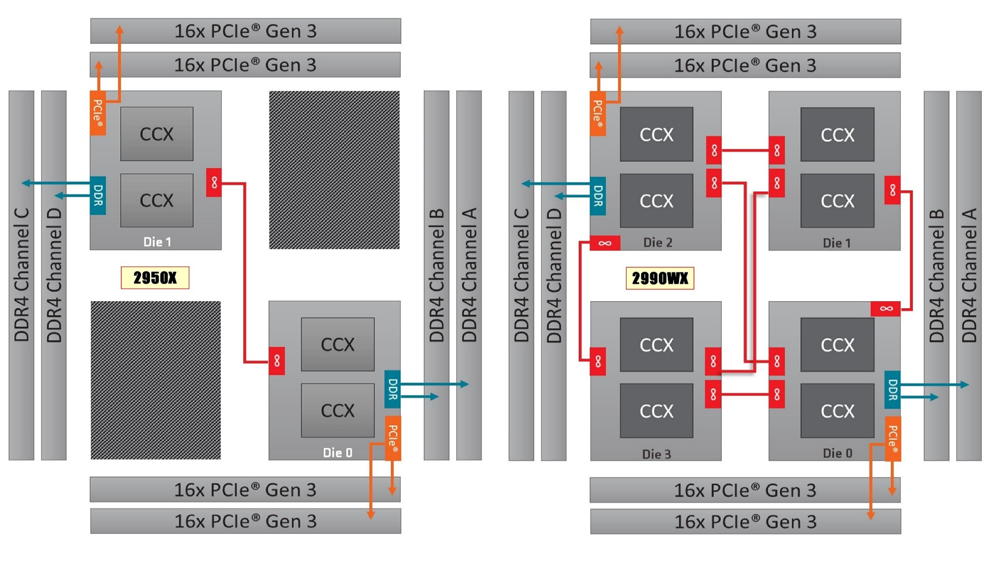 16x PCIe® Gen 3
16x PCIe® Gen 3
DDR4 Channel C
DDR4 Channel D
PCIe®
CCX
DDR
CCX
∞
Die 1
2950X
∞
CCX
DDR
CCX
PCIe®
Die 0
DDR4 Channel B
DDR4 Channel A
16x PCIe® Gen 3
16x PCIe® Gen 3
16x PCIe® Gen 3
16x PCIe® Gen 3
DDR4 Channel C
DDR4 Channel D
PCIe®
CCX
∞
∞
CCX
DDR
CCX
∞
∞
CCX
∞
∞
Die 2
Die 1
2990WX
∞
CCX
CCX
∞
∞
∞
DDR
CCX
∞
∞
CCX
PCIe®
Die 3
Die 0
DDR4 Channel B
DDR4 Channel A
16x PCIe® Gen 3
16x PCIe® Gen 3